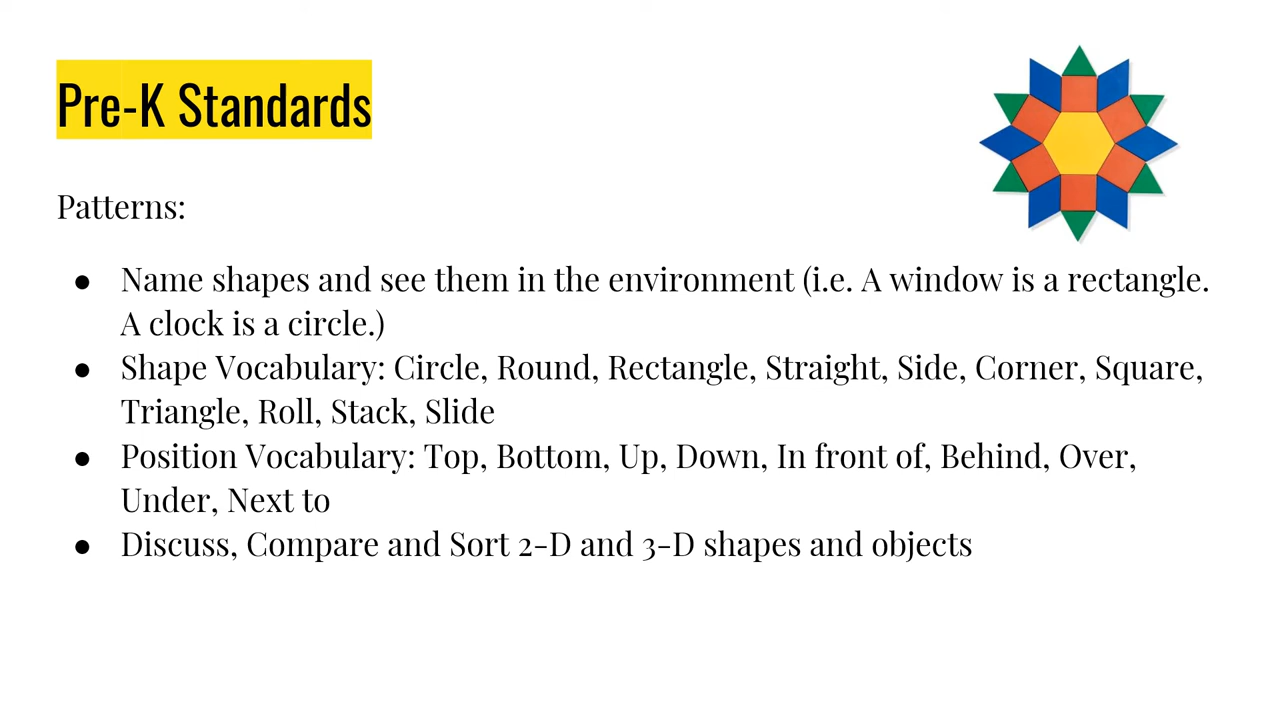 Pre-K Standards
Patterns:
● Name shapes and see them in the environment (i.e. A window is a rectangle.
A clock is a circle.)
● Shape Vocabulary: Circle, Round, Rectangle, Straight, Side, Corner, Square,
Triangle, Roll, Stack, Slide
● Position Vocabulary: Top, Bottom, Up, Down, In front of, Behind, Over,
Under, Next to
● Discuss, Compare and Sort 2-D and 3-D shapes and objects